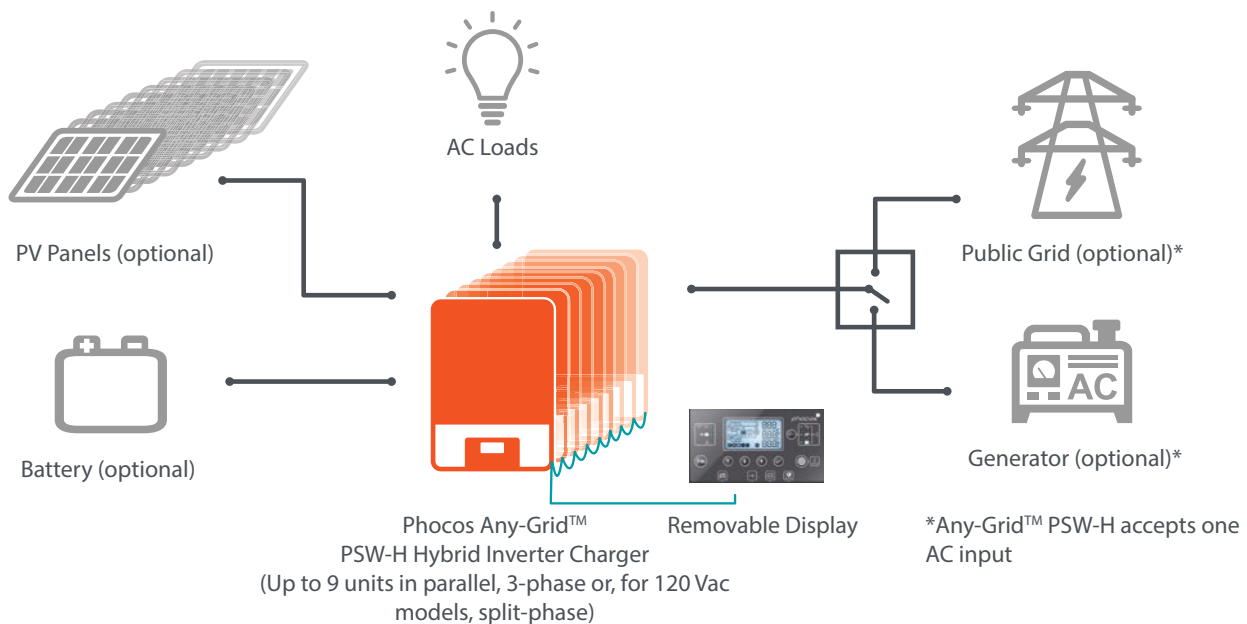 AC Loads
PV Panels (optional)
Public Grid (optional)*
Battery (optional)
AC
Generator (optional)*
phocos
Phocos Any-Grid™
PSW-H Hybrid Inverter Charger
(Up to 9 units in parallel, 3-phase or, for 120 Vac
models, split-phase)
Removable Display
*Any-Grid™ PSW-H accepts one
AC input